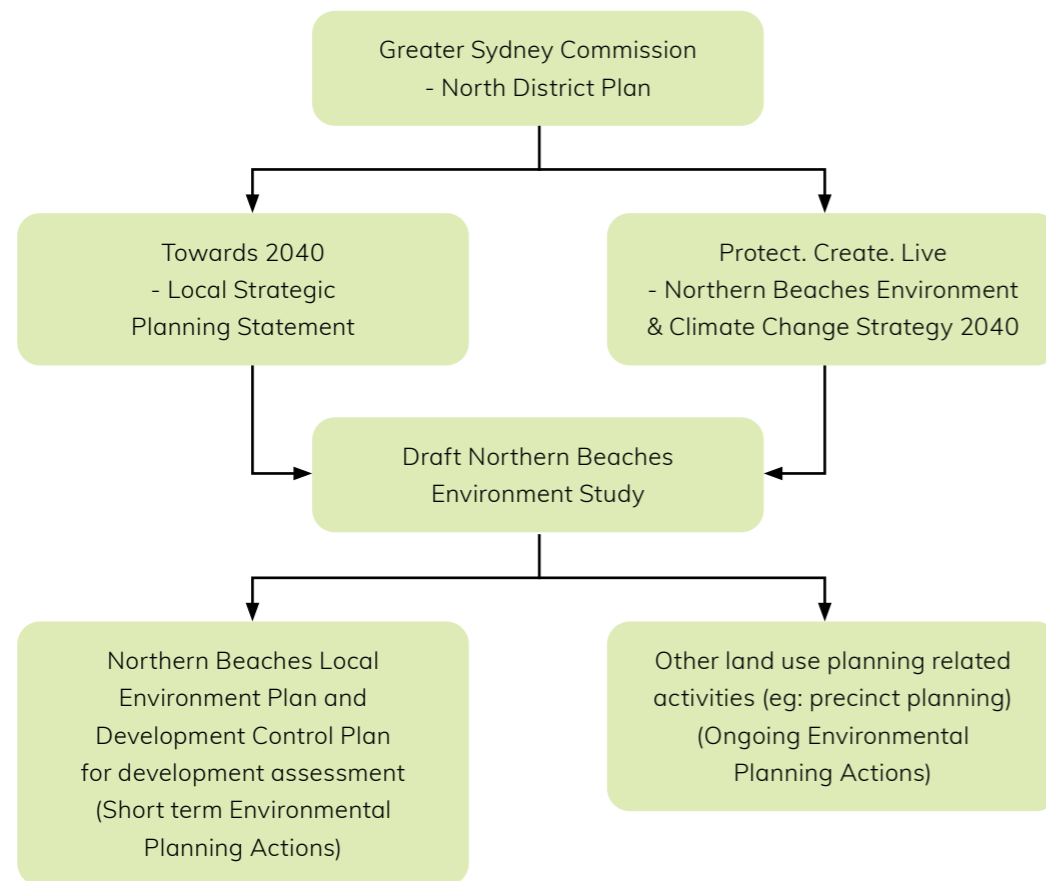 Greater Sydney Commission
- North District Plan
Towards 2040
- Local Strategic
Planning Statement
Protect. Create. Live
- Northern Beaches Environment
& Climate Change Strategy 2040
Draft Northern Beaches
Environment Study
Northern Beaches Local
Environment Plan and
Development Control Plan
for development assessment
(Short term Environmental
Planning Actions)
Other land use planning related
activities (eg: precinct planning)
(Ongoing Environmental
Planning Actions)